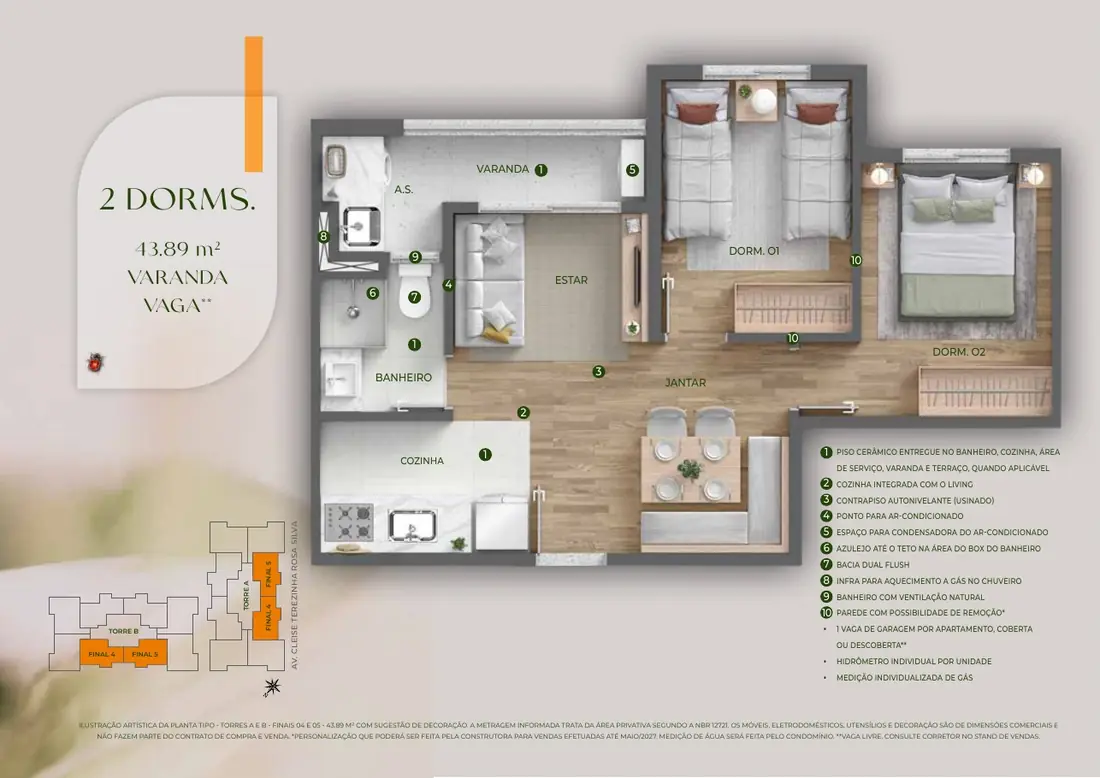 2 DORMS.
43.89 m²
VARANDA
VAGA**
VARANDA 1
5
A.S.
8
9
4
ESTAR
DORM. 01
10
6
7
1
BANHEIRO
10
DORM. 02
3
JANTAR
2
COZINHA
1
1 PISO CERÂMICO ENTREGUE NO BANHEIRO, COZINHA, ÁREA
DE SERVIÇO, VARANDA E TERRAÇO, QUANDO APLICÁVEL
2 COZINHA INTEGRADA COM O LIVING
3 CONTRAPISO AUTONIVELANTE (USINADO)
4 PONTO PARA AR-CONDICIONADO
5 ESPAÇO PARA CONDENSADORA DO AR-CONDICIONADO
6 AZULEJO ATÉ O TETO NA ÁREA DO BOX DO BANHEIRO
7 BACIA DUAL FLUSH
8 INFRA PARA AQUECIMENTO A GÁS NO CHUVEIRO
9 BANHEIRO COM VENTILAÇÃO NATURAL
10 PAREDE COM POSSIBILIDADE DE REMOÇÃO*
• 1 VAGA DE GARAGEM POR APARTAMENTO, COBERTA
OU DESCOBERTA**
• HIDRÔMETRO INDIVIDUAL POR UNIDADE
• MEDIÇÃO INDIVIDUALIZADA DE GÁS
TORRE B
FINAL 4
FINAL 5
TORRE A
FINAL 5
FINAL 4
AV. CLEISE TEREZINHA ROSA SILVA
ILUSTRAÇÃO ARTÍSTICA DA PLANTA TIPO - TORRES A E B - FINAIS 04 E 05 - 43.89 M² COM SUGESTÃO DE DECORAÇÃO. A METRAGEM INFORMADA TRATA DA ÁREA PRIVATIVA SEGUNDO A NBR 12721. OS MÓVEIS, ELETRODOMÉSTICOS, UTENSÍLIOS E DECORAÇÃO SÃO DE DIMENSÕES COMERCIAIS E
NÃO FAZEM PARTE DO CONTRATO DE COMPRA E VENDA. *PERSONALIZAÇÃO QUE PODERÁ SER FEITA PELA CONSTRUTORA PARA VENDAS EFETUADAS ATÉ MAIO/2027. MEDIÇÃO DE ÁGUA SERÁ FEITA PELO CONDOMÍNIO. **VAGA LIVRE. CONSULTE CORRETOR NO STAND DE VENDAS.